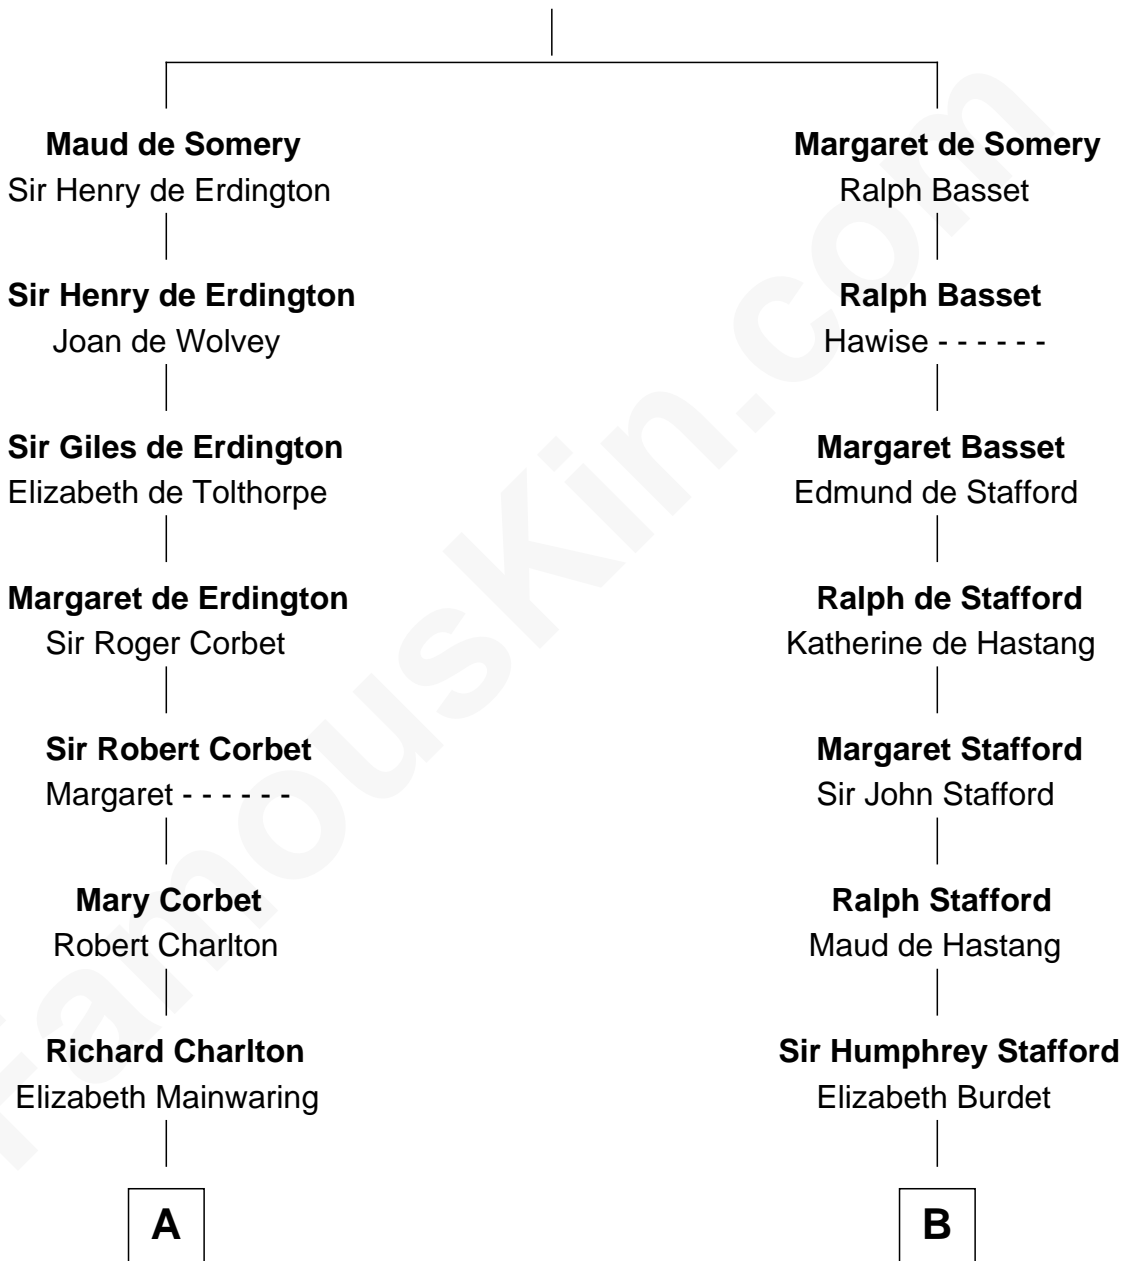 Maud de Somery
Sir Henry de Erdington
Sir Henry de Erdington
Joan de Wolvey
Sir Giles de Erdington
Elizabeth de Tolthorpe
Margaret de Erdington
Sir Roger Corbet
Sir Robert Corbet
Margaret - - - - - -
Mary Corbet
Robert Charlton
Richard Charlton
Elizabeth Mainwaring
A
Margaret de Somery
Ralph Basset
Ralph Basset
Hawise - - - - - -
Margaret Basset
Edmund de Stafford
Ralph de Stafford
Katherine de Hastang
Margaret Stafford
Sir John Stafford
Ralph Stafford
Maud de Hastang
Sir Humphrey Stafford
Elizabeth Burdet
B
FamousKin.com